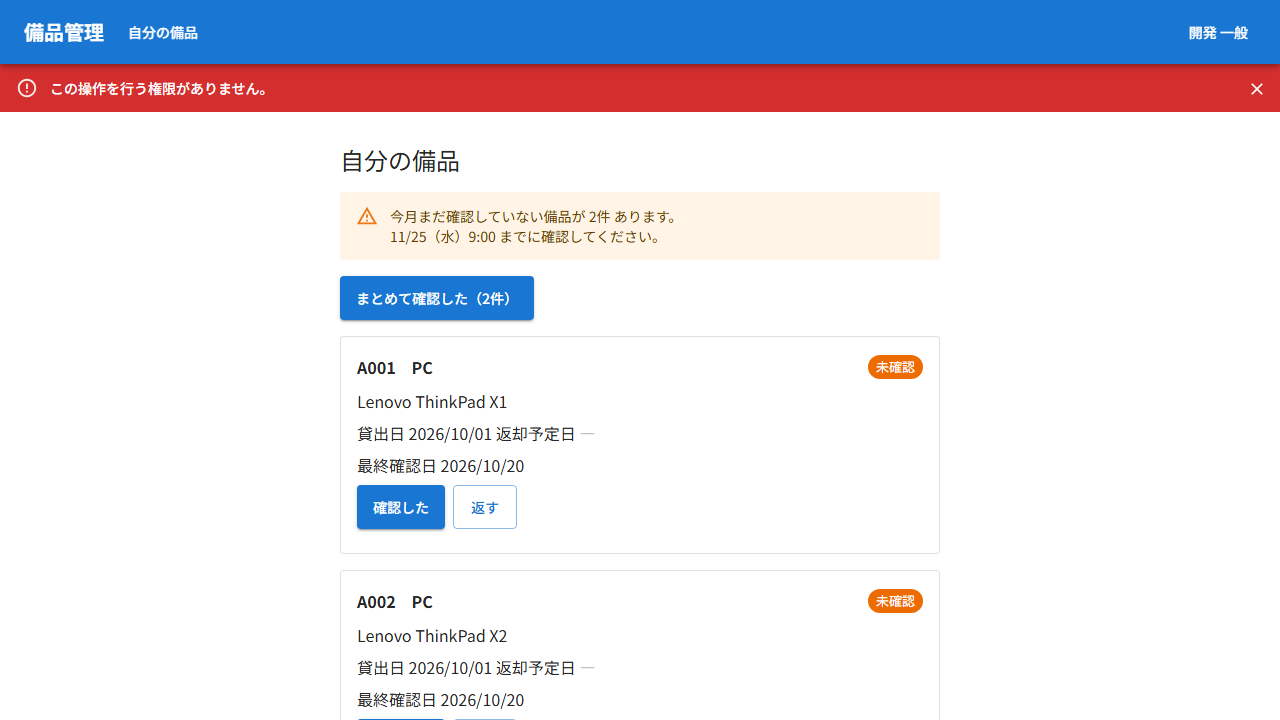 備品管理 自分の備品 開発 一般
この操作を行う権限がありません。
自分の備品
今月まだ確認していない備品が 2件 あります。
11/25（水）9:00 までに確認してください。
まとめて確認した（2件）
A001 PC 未確認
Lenovo ThinkPad X1
貸出日 2026/10/01 返却予定日 —
最終確認日 2026/10/20
確認した 返す
A002 PC 未確認
Lenovo ThinkPad X2
貸出日 2026/10/01 返却予定日 —
最終確認日 2026/10/20